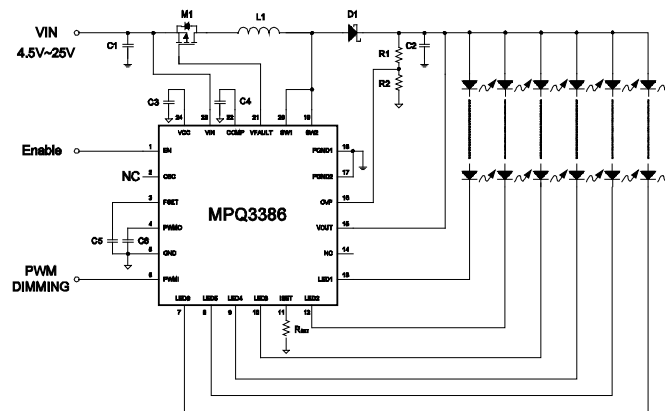 M1
L1
D1
VIN
4.5V~25V
C1
R1
C2
R2
C3
C4
24
23
22
21
20
19
VCC
VIN
COMP
VFAULT
SW1
SW2
Enable
1
EN
PGND1
18
NC
2
OSC
PGND2
17
3
FSET
OVP
16
MPQ3386
4
PWMO
VOUT
15
C5
C6
5
GND
NC
14
PWM
DIMMING
6
PWMI
LED1
13
LED6
LED5
LED4
LED3
ISET
LED2
7
8
9
10
11
12
RSET